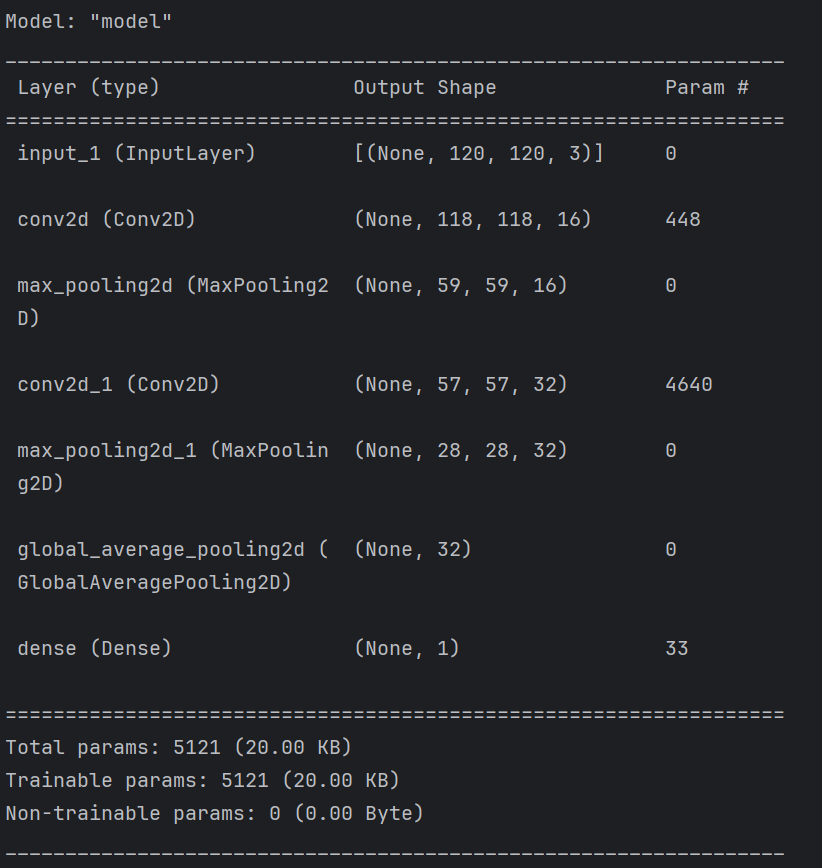 Model: "model"
_________________________________________________________________
 Layer (type)                Output Shape              Param #
=================================================================
 input_1 (InputLayer)        [(None, 120, 120, 3)]     0
 conv2d (Conv2D)             (None, 118, 118, 16)      448
 max_pooling2d (MaxPooling2  (None, 59, 59, 16)        0
 D)
 conv2d_1 (Conv2D)           (None, 57, 57, 32)        4640
 max_pooling2d_1 (MaxPoolin  (None, 28, 28, 32)        0
 g2D)
 global_average_pooling2d (  (None, 32)                0
 GlobalAveragePooling2D)
 dense (Dense)               (None, 1)                 33
=================================================================
Total params: 5121 (20.00 KB)
Trainable params: 5121 (20.00 KB)
Non-trainable params: 0 (0.00 Byte)
_________________________________________________________________